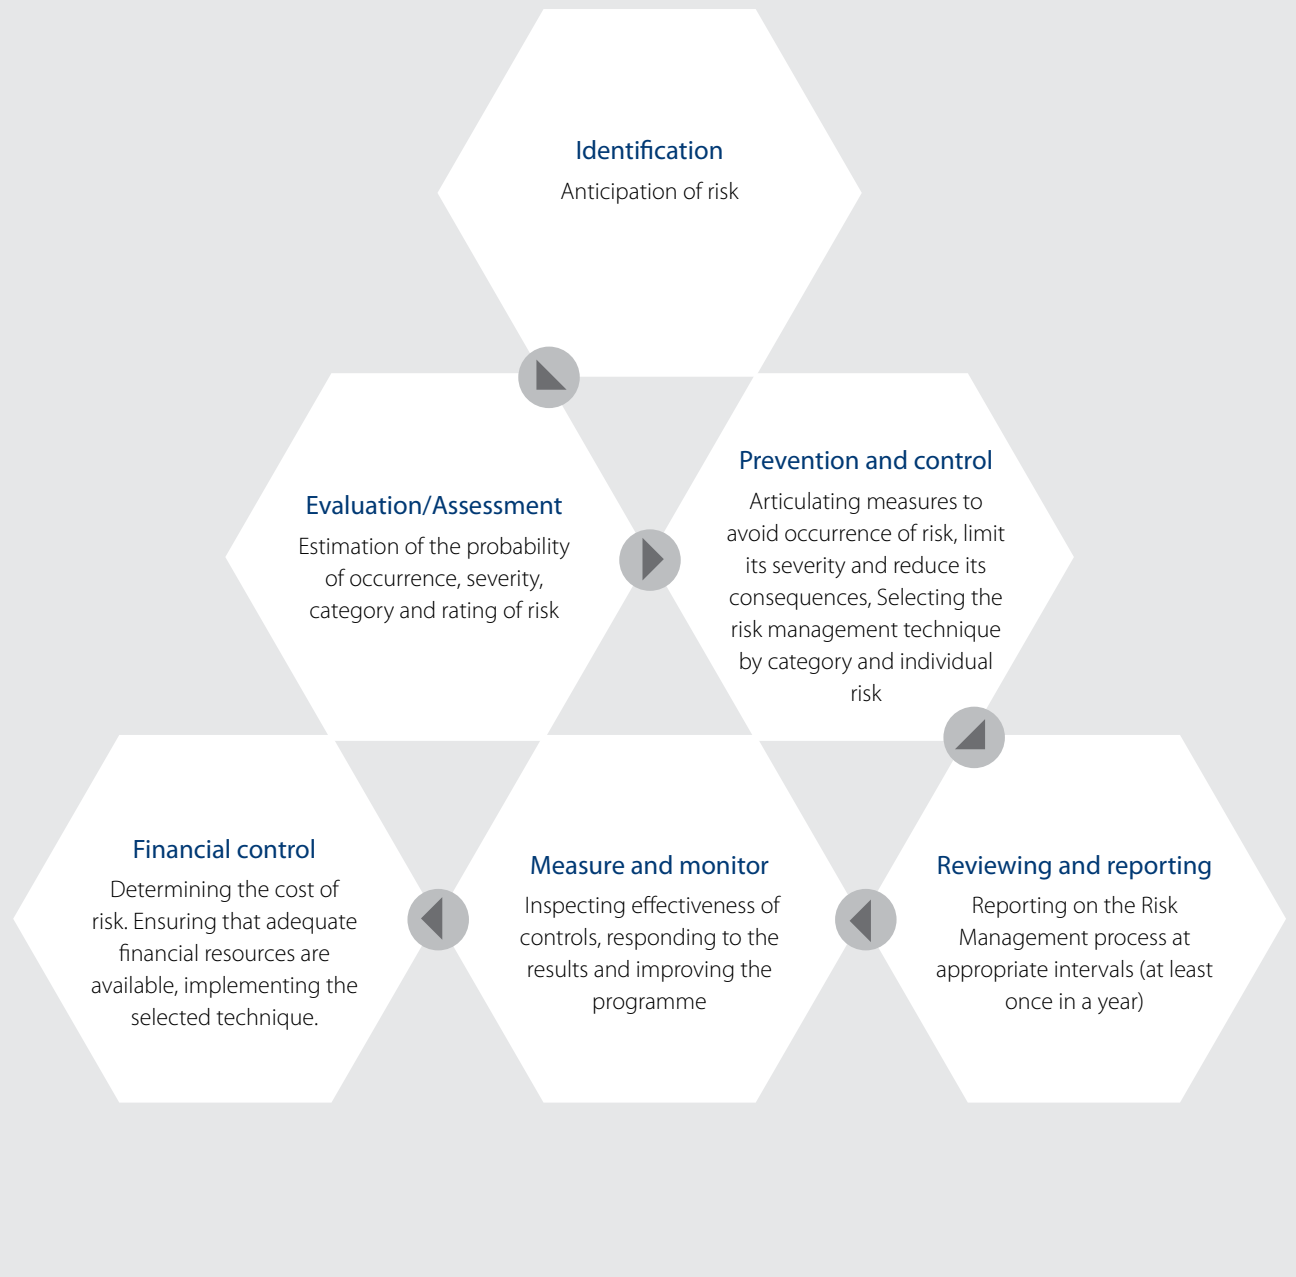 Identification
Anticipation of risk
Evaluation/Assessment
Estimation of the probability
of occurrence, severity,
category and rating of risk
Prevention and control
Articulating measures to
avoid occurrence of risk, limit
its severity and reduce its
consequences, Selecting the
risk management technique
by category and individual
risk
Financial control
Determining the cost of
risk. Ensuring that adequate
financial resources are
available, implementing the
selected technique.
Measure and monitor
Inspecting effectiveness of
controls, responding to the
results and improving the
programme
Reviewing and reporting
Reporting on the Risk
Management process at
appropriate intervals (at least
once in a year)